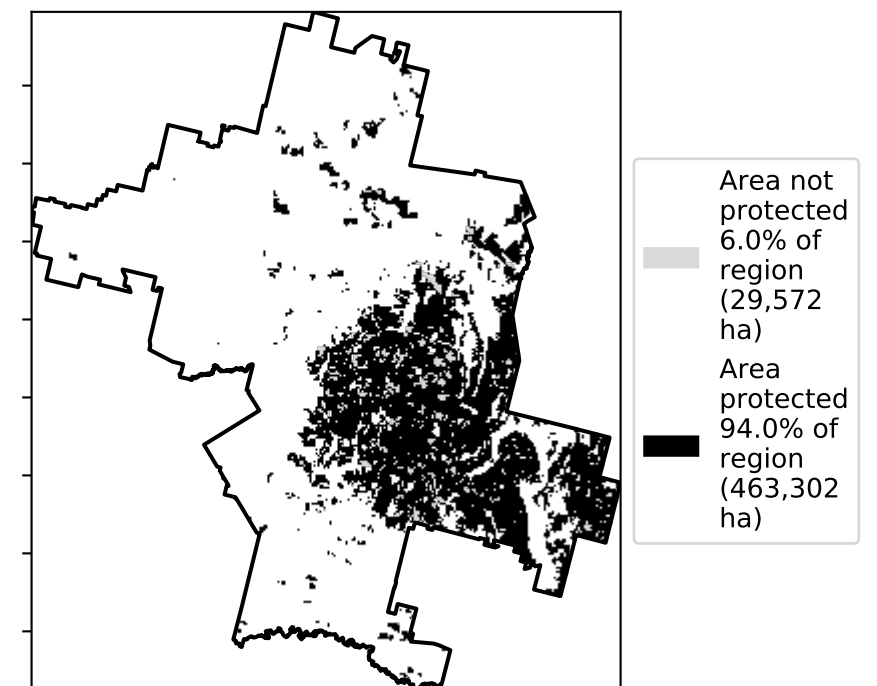 Area not
protected
6.0% of
region
(29,572
ha)
Area
protected
94.0% of
region
(463,302
ha)